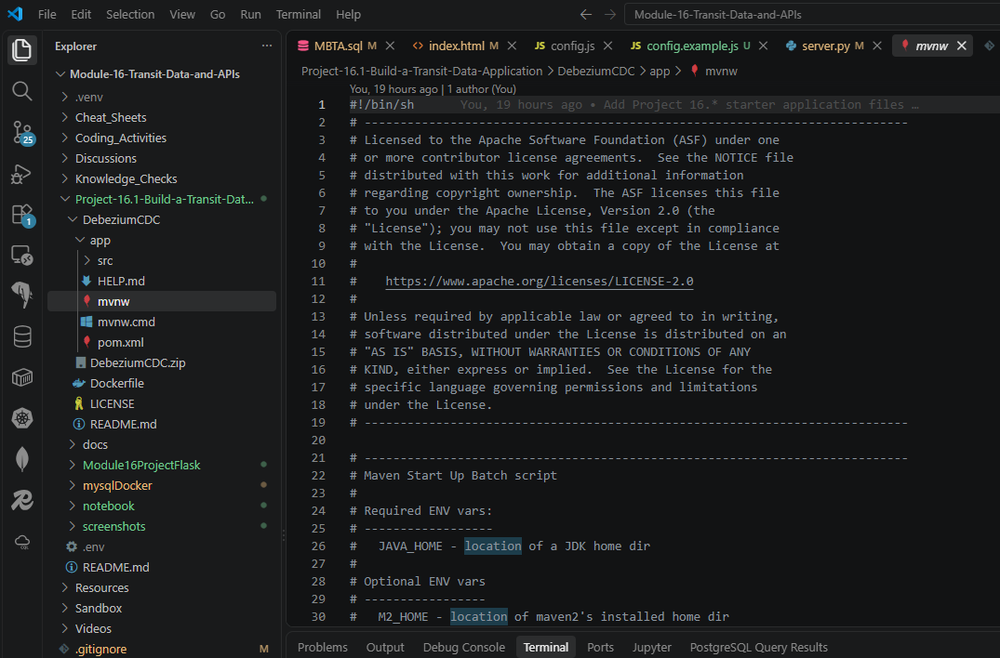 File Edit Selection View Go Run Terminal Help
Module-16-Transit-Data-and-APIs
Explorer
Module-16-Transit-Data-and-APIs
.venv
Cheat_Sheets
Coding_Activities
Discussions
Knowledge_Checks
Project-16.1-Build-a-Transit-Dat...
DebeziumCDC
app
src
HELP.md
mvnw
mvnw.cmd
pom.xml
DebeziumCDC.zip
Dockerfile
LICENSE
README.md
docs
Module16ProjectFlask
mysqlDocker
notebook
screenshots
.env
README.md
Resources
Sandbox
Videos
.gitignore M
25
1
MBTA.sql M
index.html M
JS config.js
JS config.example.js U
server.py M
mvnw
Project-16.1-Build-a-Transit-Data-Application > DebeziumCDC > app > mvnw
You, 19 hours ago | 1 author (You)
1 #!/bin/sh You, 19 hours ago • Add Project 16.* starter application files …
2 # ----------------------------------------------------------------------------
3 # Licensed to the Apache Software Foundation (ASF) under one
4 # or more contributor license agreements.  See the NOTICE file
5 # distributed with this work for additional information
6 # regarding copyright ownership.  The ASF licenses this file
7 # to you under the Apache License, Version 2.0 (the
8 # "License"); you may not use this file except in compliance
9 # with the License.  You may obtain a copy of the License at
10 #
11 #    https://www.apache.org/licenses/LICENSE-2.0
12 #
13 # Unless required by applicable law or agreed to in writing,
14 # software distributed under the License is distributed on an
15 # "AS IS" BASIS, WITHOUT WARRANTIES OR CONDITIONS OF ANY
16 # KIND, either express or implied.  See the License for the
17 # specific language governing permissions and limitations
18 # under the License.
19 # ----------------------------------------------------------------------------
20
21 # ----------------------------------------------------------------------------
22 # Maven Start Up Batch script
23 #
24 # Required ENV vars:
25 # ------------------
26 #   JAVA_HOME - location of a JDK home dir
27 #
28 # Optional ENV vars
29 # -----------------
30 #   M2_HOME - location of maven2's installed home dir
Problems Output Debug Console Terminal Ports Jupyter PostgreSQL Query Results